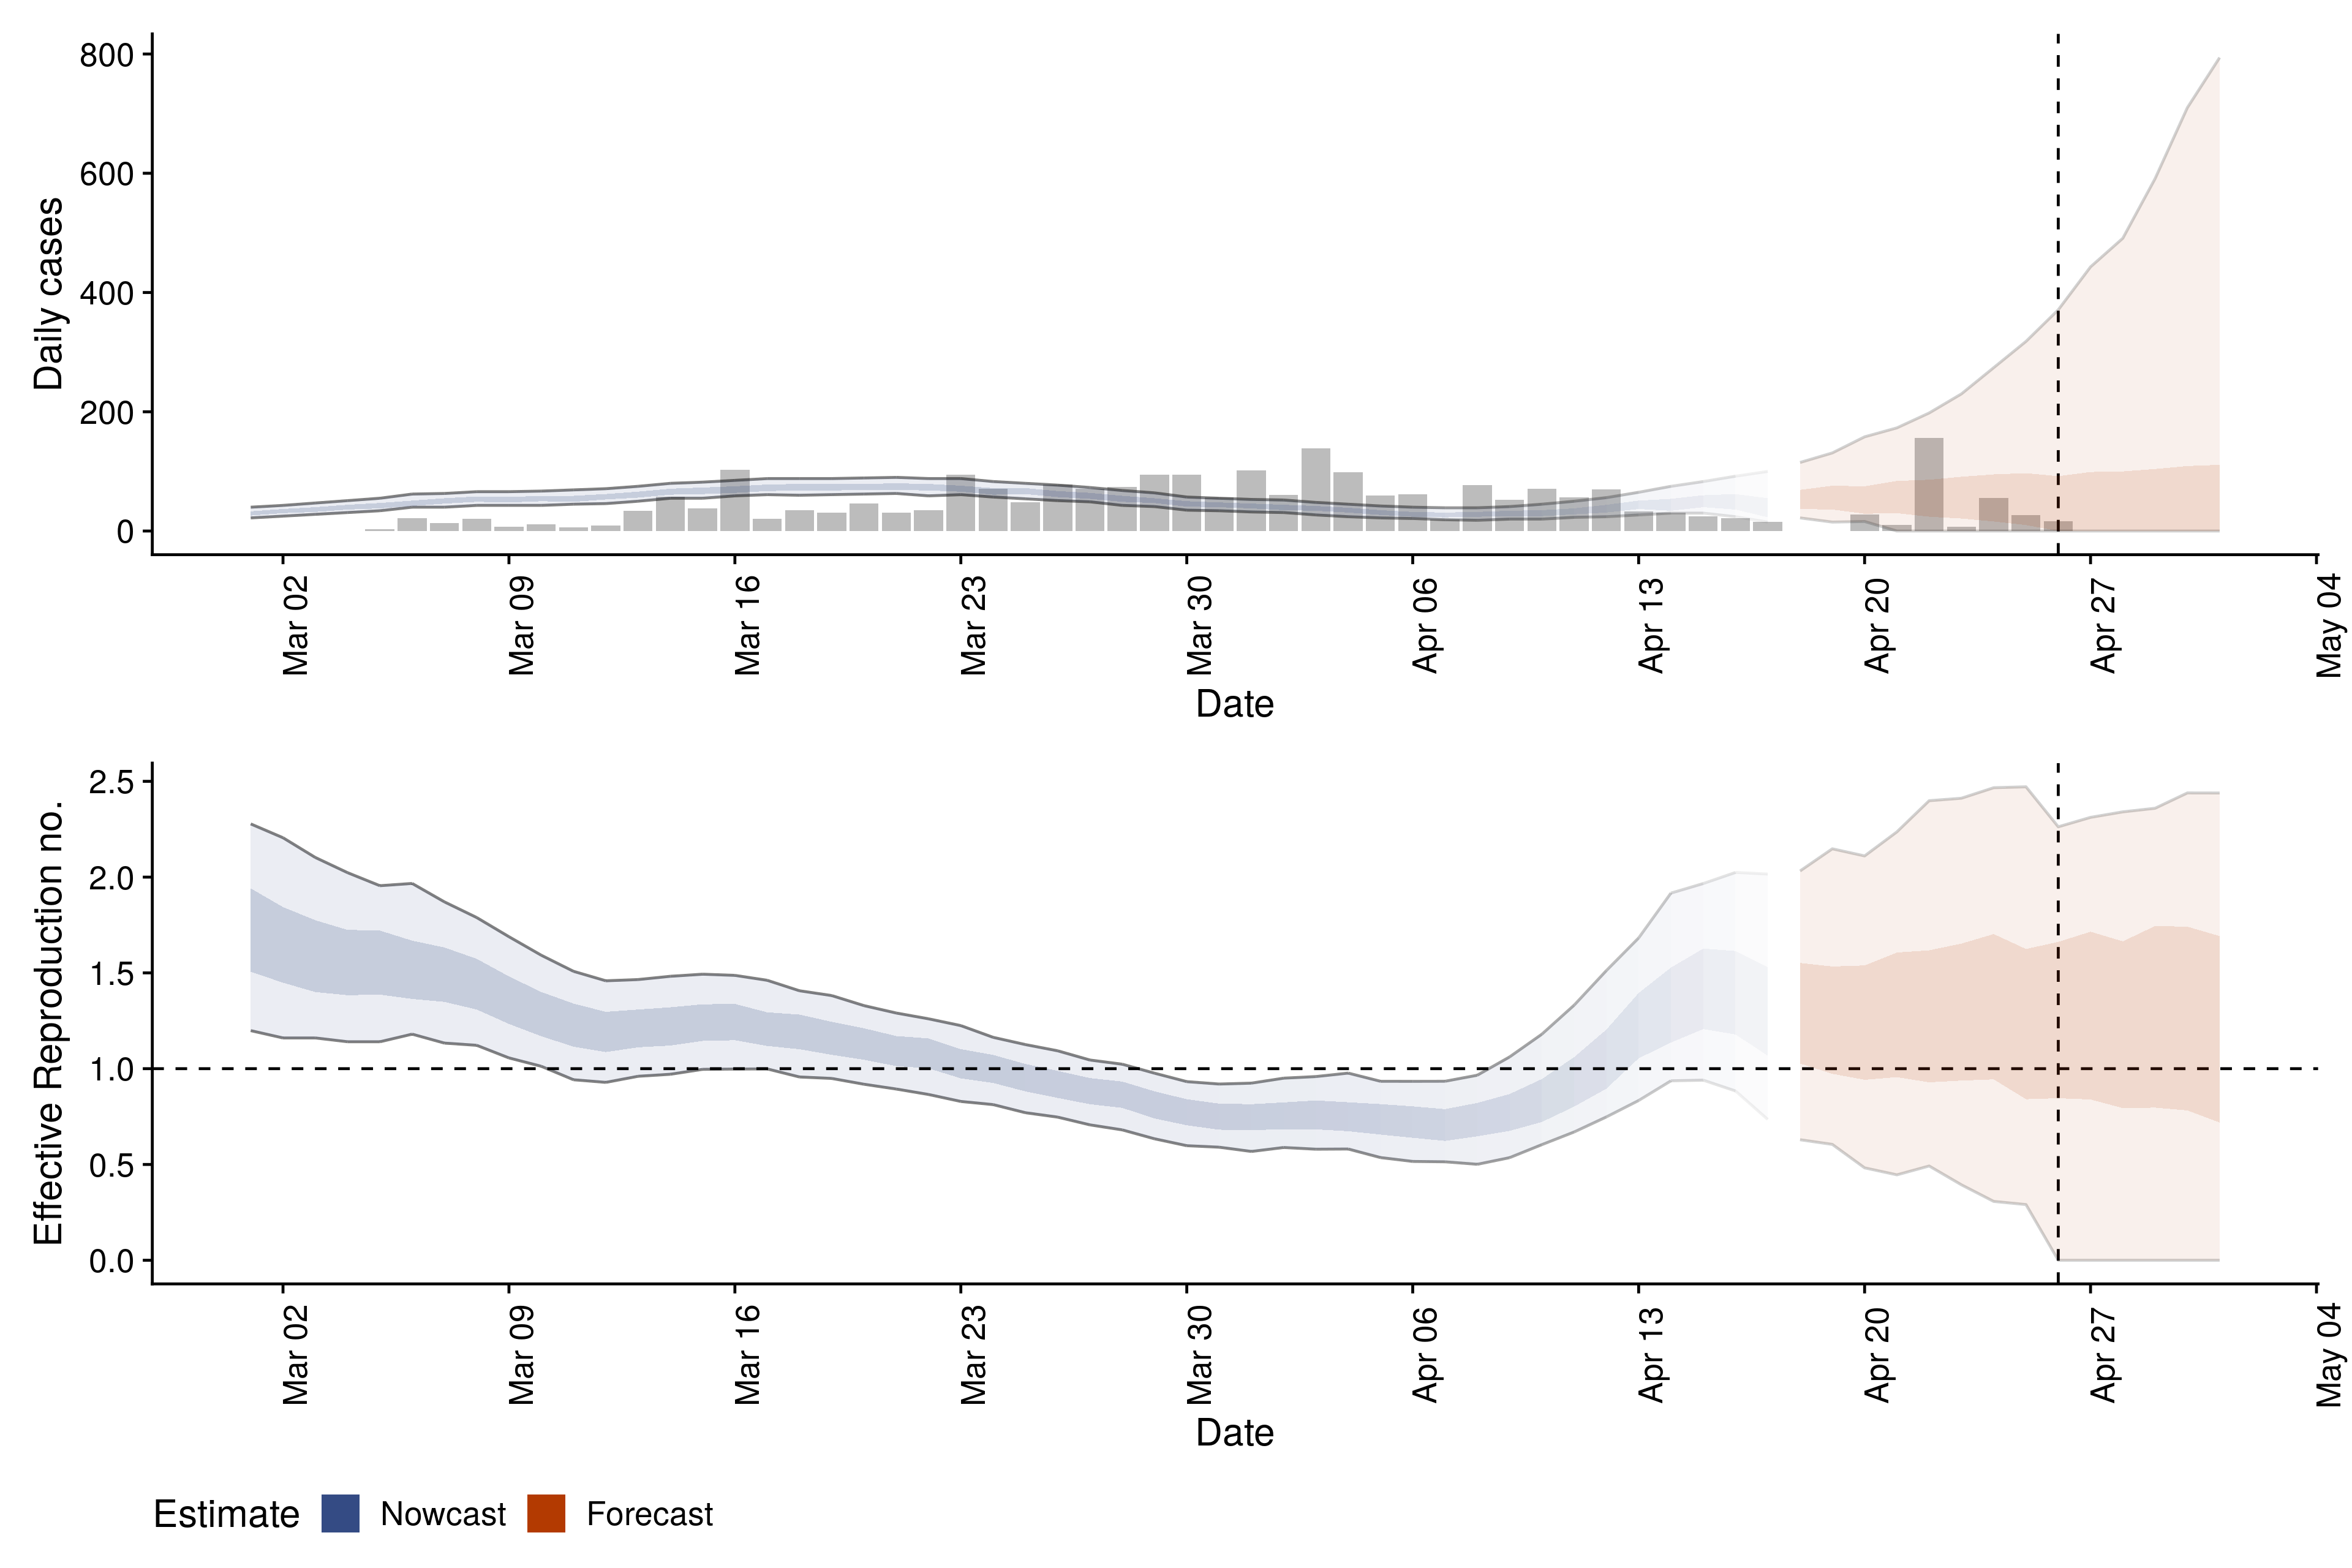 Daily cases
800
600
400
200
0
Mar 02
Mar 09
Mar 16
Mar 23
Mar 30
Apr 06
Apr 13
Apr 20
Apr 27
May 04
Date
Effective Reproduction no.
2.5
2.0
1.5
1.0
0.5
0.0
Mar 02
Mar 09
Mar 16
Mar 23
Mar 30
Apr 06
Apr 13
Apr 20
Apr 27
May 04
Date
Estimate Nowcast Forecast